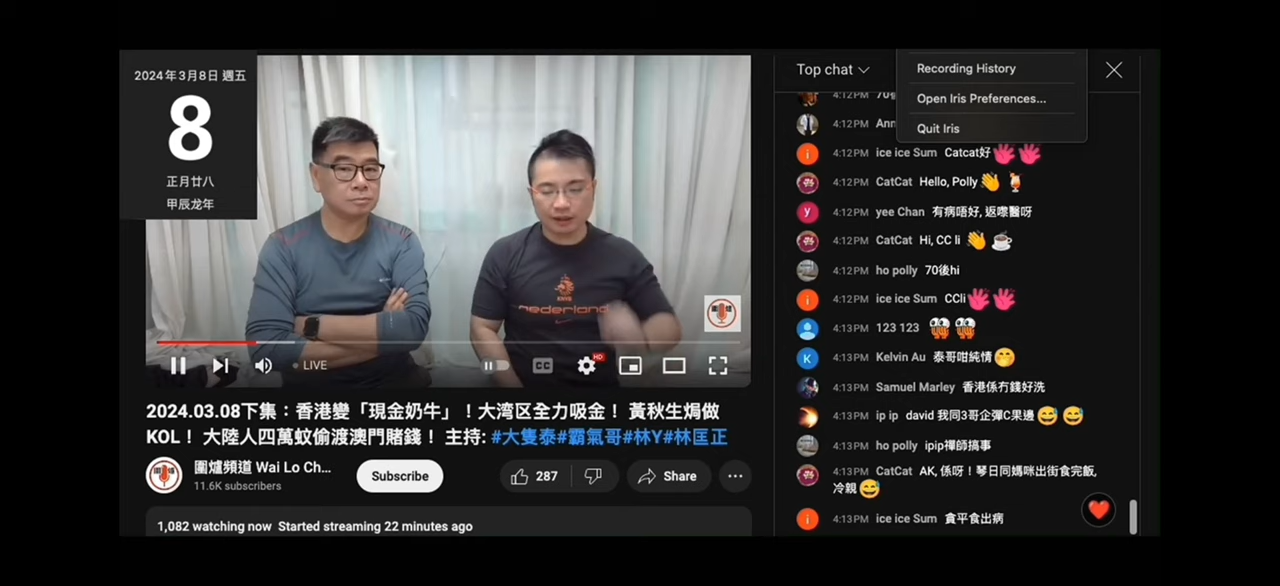 2024年3月8日 週五
8
正月廿八
甲辰龙年
KNVB
nederland
LIVE
CC
HD
2024.03.08下集：香港變「現金奶牛」！大湾区全力吸金！ 黃秋生焗做
KOL！ 大陸人四萬蚊偷渡澳門賭錢！ 主持: #大隻泰#霸氣哥#林Y#林匡正
圍爐頻道 Wai Lo Ch...
11.6K subscribers
Subscribe
287
Share
1,082 watching now Started streaming 22 minutes ago
Top chat
Recording History
Open Iris Preferences...
Quit Iris
4:12PM
4:12PM Ann
4:12PM ice ice Sum Catcat好
4:12PM CatCat Hello, Polly
4:12PM yee Chan 有病唔好, 返嚟醫呀
4:12PM CatCat Hi, CC li
4:12PM ho polly 70後hi
4:12PM ice ice Sum CCli
4:13PM 123 123
4:13PM Kelvin Au 泰哥咁純情
4:13PM Samuel Marley 香港係冇錢好洗
4:13PM ip ip david 我同3哥企彈C果邊
4:13PM ho polly ipip禪師搞事
4:13PM CatCat AK, 係呀！琴日同媽咪出街食完飯,
冷親
4:13PM ice ice Sum 貪平食出病